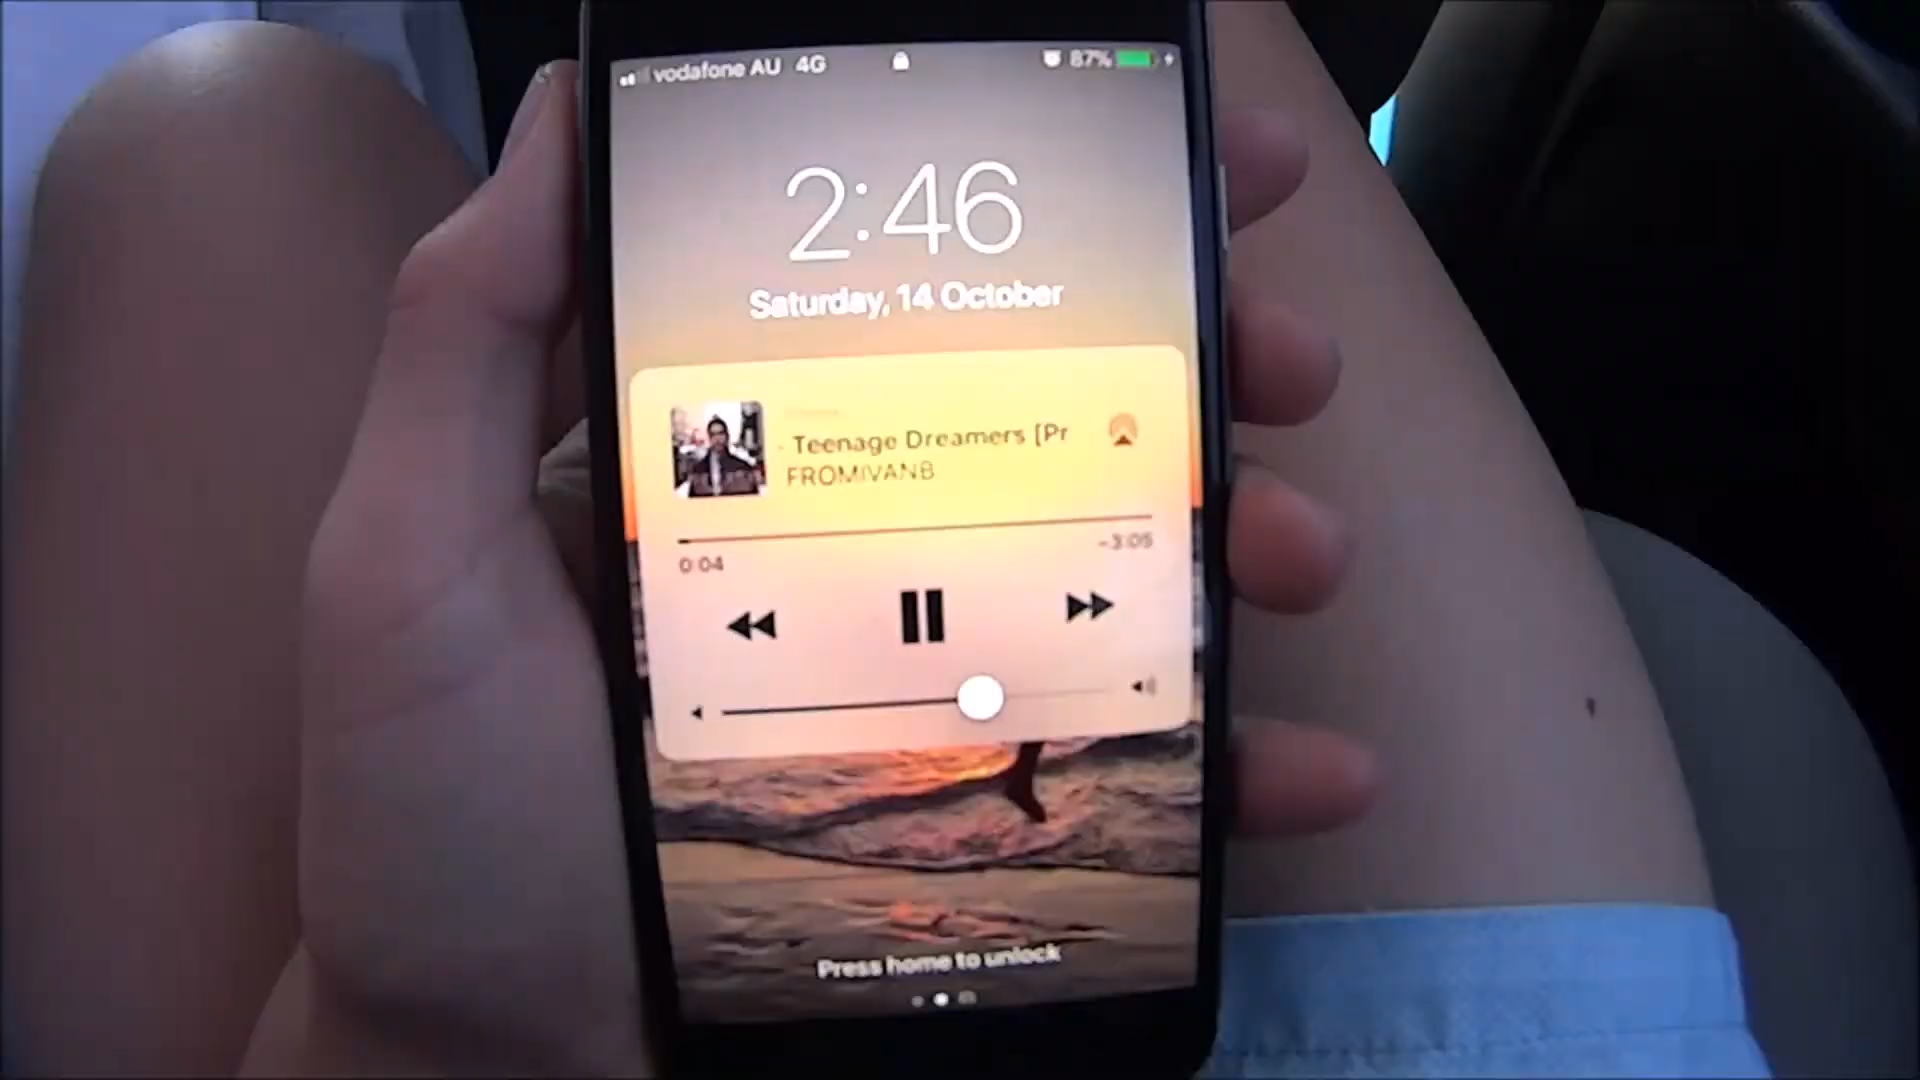 vodafone AU 4G 87%
2:46
Saturday, 14 October
- Teenage Dreamers [Pr
FROMIVANB
0:04 -3:05
Press home to unlock